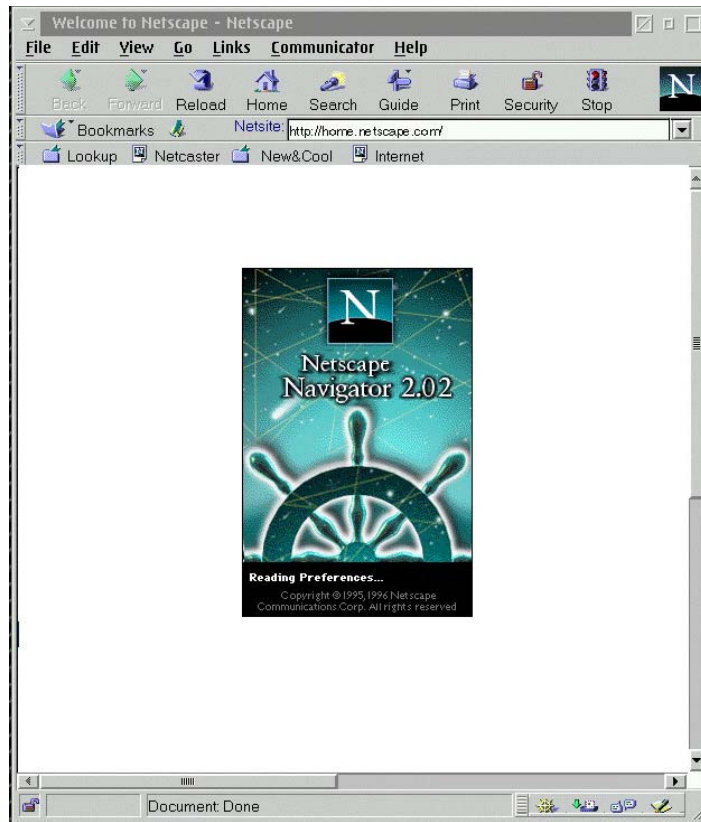 Welcome to Netscape - Netscape
File Edit View Go Links Communicator Help
Back Forward Reload Home Search Guide Print Security Stop
N
Bookmarks Netsite: http://home.netscape.com/
Lookup Netcaster New&Cool Internet
N
Netscape
Navigator 2.02
Reading Preferences...
Copyright ©1995,1996 Netscape
Communications Corp. All rights reserved
Document: Done